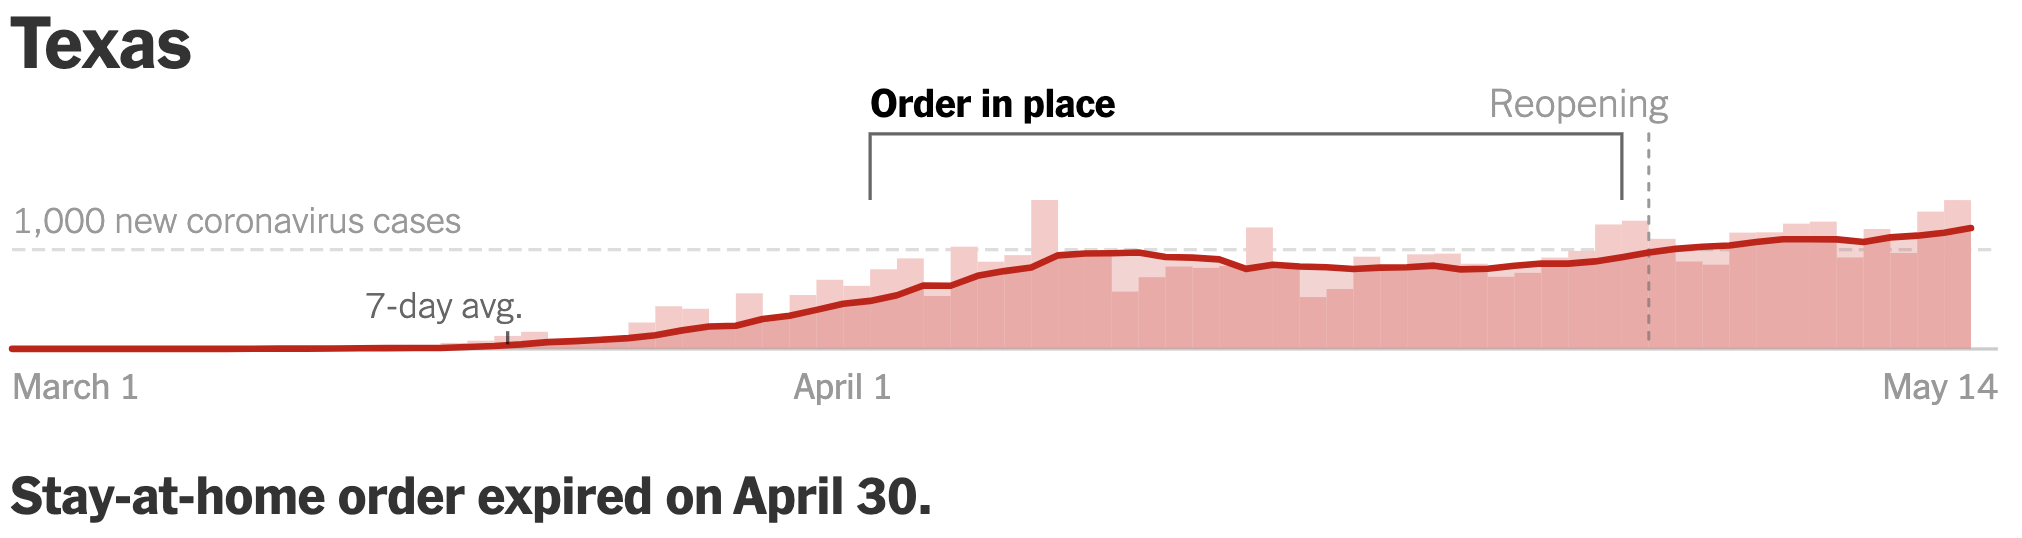 Texas
Order in place
Reopening
1,000 new coronavirus cases
7-day avg.
March 1
April 1
May 14
Stay-at-home order expired on April 30.